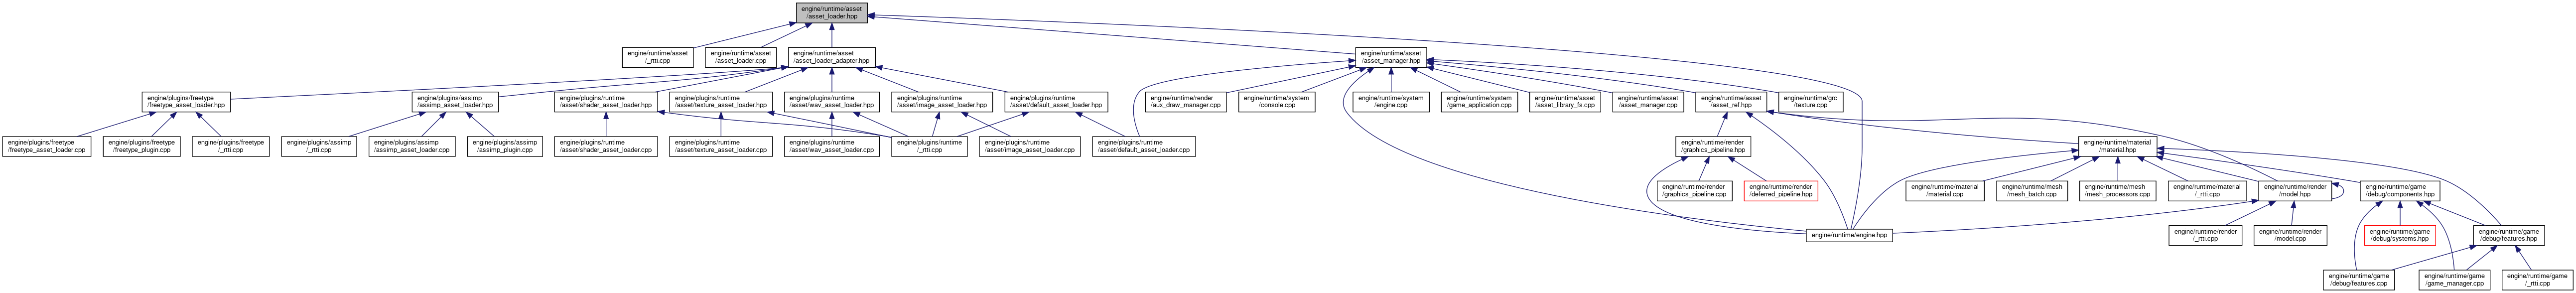 engine/runtime/asset
/asset_loader.hpp
engine/runtime/asset
/_rtti.cpp
engine/runtime/asset
/asset_loader.cpp
engine/runtime/asset
/asset_loader_adapter.hpp
engine/runtime/asset
/asset_manager.hpp
engine/plugins/freetype
/freetype_asset_loader.hpp
engine/plugins/assimp
/assimp_asset_loader.hpp
engine/plugins/runtime
/asset/shader_asset_loader.hpp
engine/plugins/runtime
/asset/texture_asset_loader.hpp
engine/plugins/runtime
/asset/wav_asset_loader.hpp
engine/plugins/runtime
/asset/image_asset_loader.hpp
engine/plugins/runtime
/asset/default_asset_loader.hpp
engine/runtime/render
/aux_draw_manager.cpp
engine/runtime/system
/console.cpp
engine/runtime/system
/engine.cpp
engine/runtime/system
/game_application.cpp
engine/runtime/asset
/asset_library_fs.cpp
engine/runtime/asset
/asset_manager.cpp
engine/runtime/asset
/asset_ref.hpp
engine/runtime/grc
/texture.cpp
engine/plugins/freetype
/freetype_asset_loader.cpp
engine/plugins/freetype
/freetype_plugin.cpp
engine/plugins/freetype
/_rtti.cpp
engine/plugins/assimp
/_rtti.cpp
engine/plugins/assimp
/assimp_asset_loader.cpp
engine/plugins/assimp
/assimp_plugin.cpp
engine/plugins/runtime
/asset/shader_asset_loader.cpp
engine/plugins/runtime
/asset/texture_asset_loader.cpp
engine/plugins/runtime
/asset/wav_asset_loader.cpp
engine/plugins/runtime
/_rtti.cpp
engine/plugins/runtime
/asset/image_asset_loader.cpp
engine/plugins/runtime
/asset/default_asset_loader.cpp
engine/runtime/render
/graphics_pipeline.hpp
engine/runtime/material
/material.hpp
engine/runtime/render
/graphics_pipeline.cpp
engine/runtime/render
/deferred_pipeline.hpp
engine/runtime/material
/material.cpp
engine/runtime/mesh
/mesh_batch.cpp
engine/runtime/mesh
/mesh_processors.cpp
engine/runtime/material
/_rtti.cpp
engine/runtime/render
/model.hpp
engine/runtime/game
/debug/components.hpp
engine/runtime/engine.hpp
engine/runtime/render
/_rtti.cpp
engine/runtime/render
/model.cpp
engine/runtime/game
/debug/systems.hpp
engine/runtime/game
/debug/features.hpp
engine/runtime/game
/debug/features.cpp
engine/runtime/game
/game_manager.cpp
engine/runtime/game
/_rtti.cpp